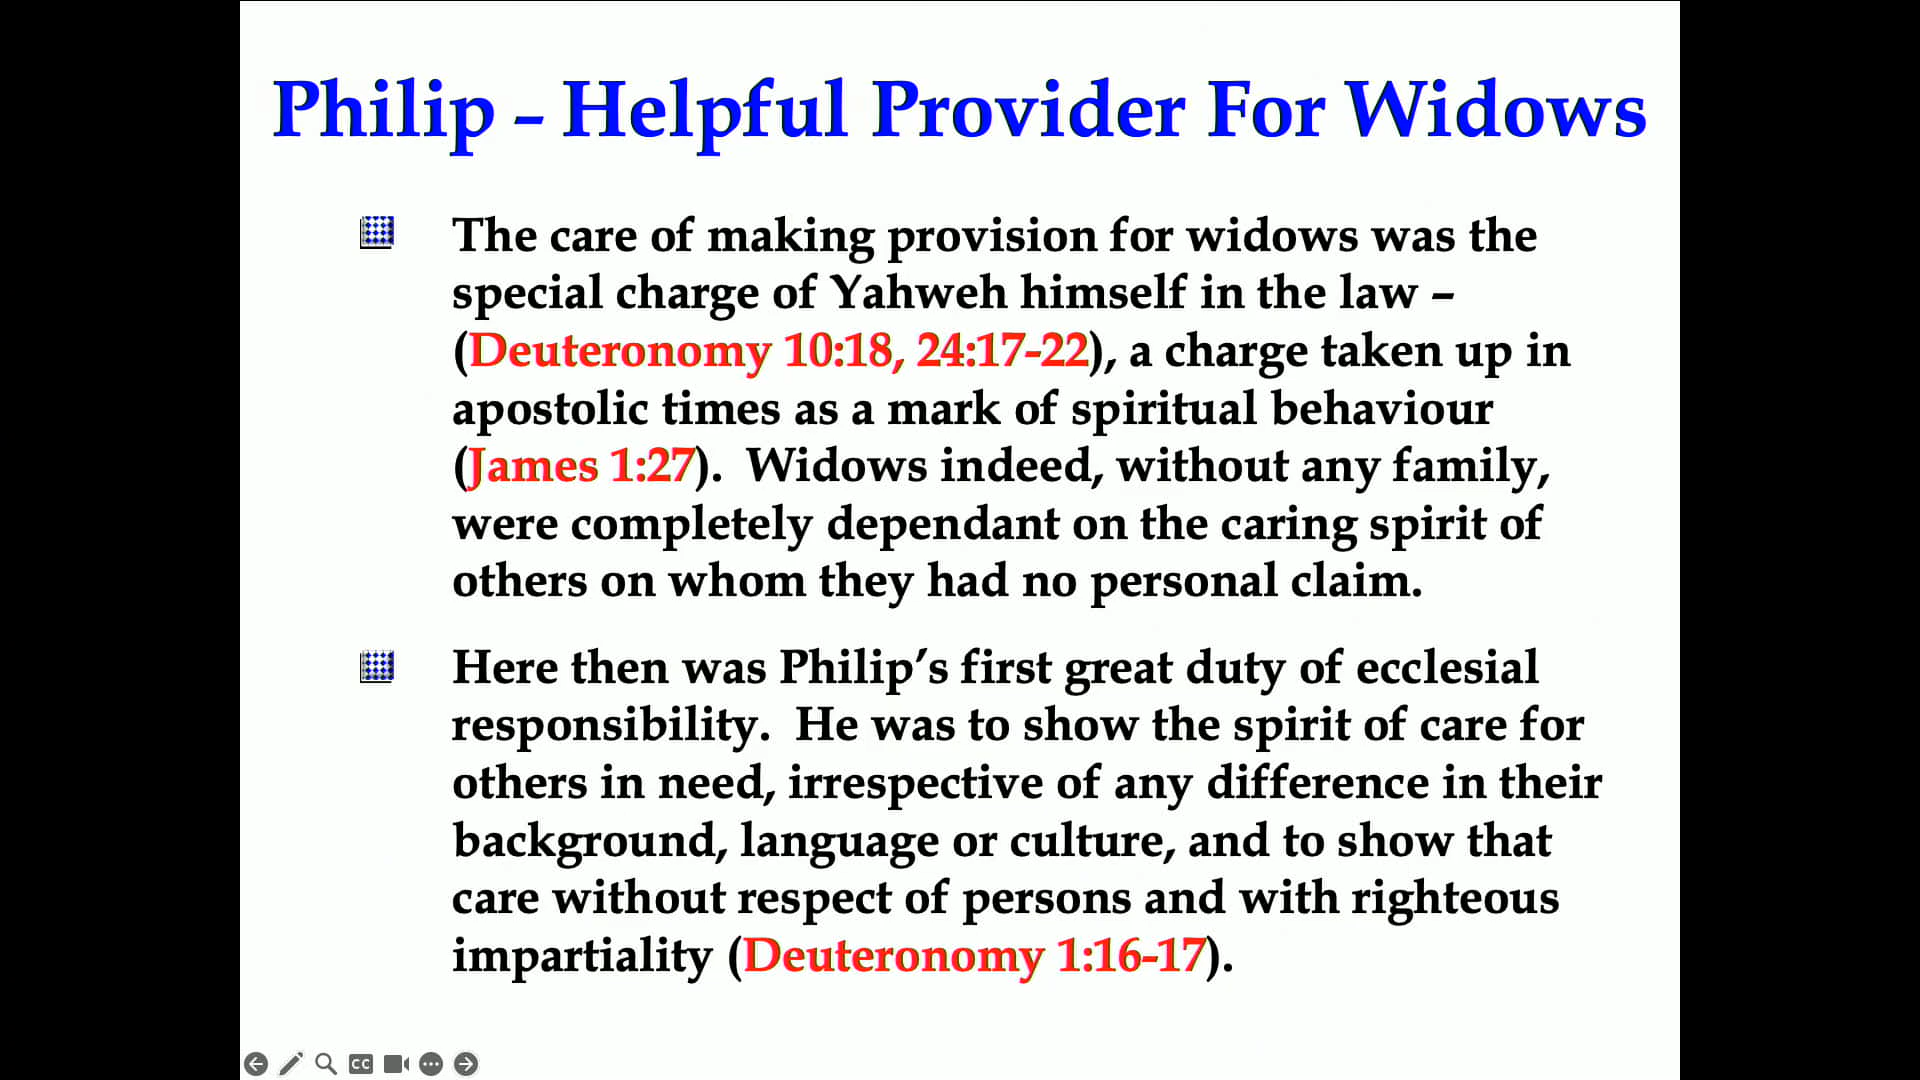 Philip – Helpful Provider For Widows
The care of making provision for widows was the
special charge of Yahweh himself in the law –
(Deuteronomy 10:18, 24:17-22), a charge taken up in
apostolic times as a mark of spiritual behaviour
(James 1:27).  Widows indeed, without any family,
were completely dependant on the caring spirit of
others on whom they had no personal claim.
Here then was Philip’s first great duty of ecclesial
responsibility.  He was to show the spirit of care for
others in need, irrespective of any difference in their
background, language or culture, and to show that
care without respect of persons and with righteous
impartiality (Deuteronomy 1:16-17).
CC